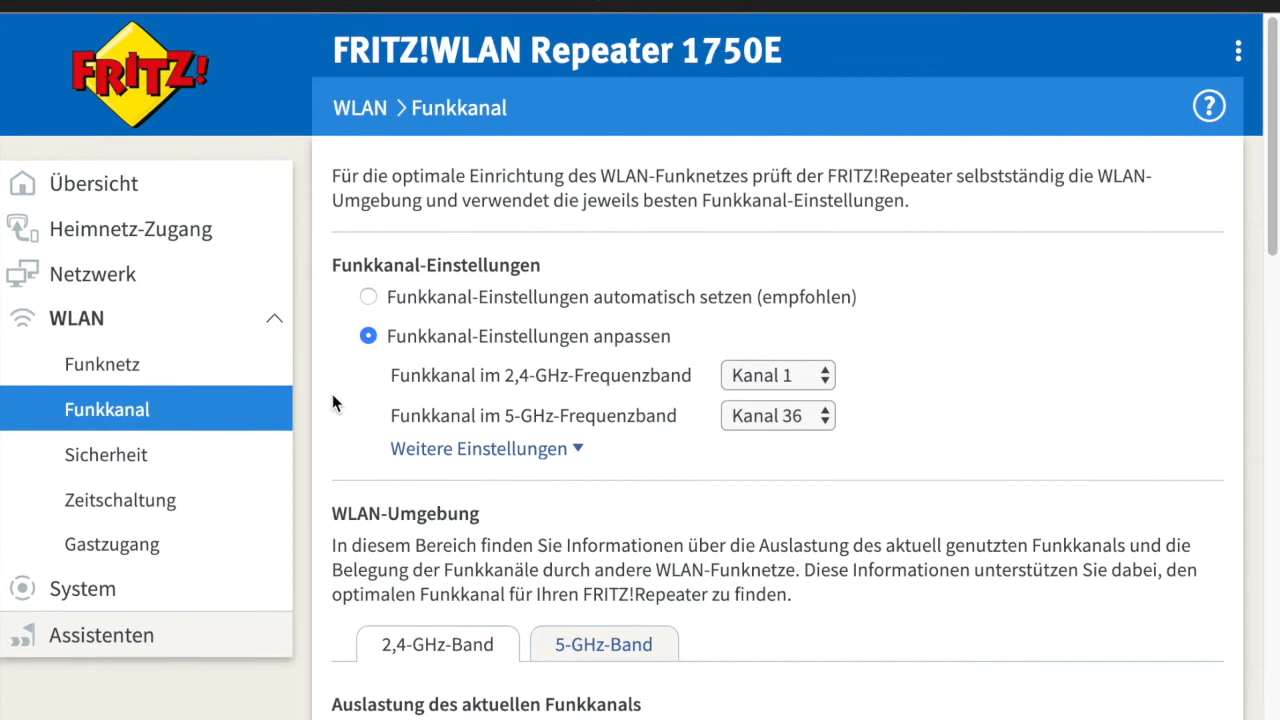 FRITZ!
FRITZ!WLAN Repeater 1750E
WLAN > Funkkanal
?
Übersicht
Heimnetz-Zugang
Netzwerk
WLAN
Funknetz
Funkkanal
Sicherheit
Zeitschaltung
Gastzugang
System
Assistenten
Für die optimale Einrichtung des WLAN-Funknetzes prüft der FRITZ!Repeater selbstständig die WLAN-
Umgebung und verwendet die jeweils besten Funkkanal-Einstellungen.
Funkkanal-Einstellungen
Funkkanal-Einstellungen automatisch setzen (empfohlen)
Funkkanal-Einstellungen anpassen
Funkkanal im 2,4-GHz-Frequenzband Kanal 1
Funkkanal im 5-GHz-Frequenzband Kanal 36
Weitere Einstellungen
WLAN-Umgebung
In diesem Bereich finden Sie Informationen über die Auslastung des aktuell genutzten Funkkanals und die
Belegung der Funkkanäle durch andere WLAN-Funknetze. Diese Informationen unterstützen Sie dabei, den
optimalen Funkkanal für Ihren FRITZ!Repeater zu finden.
2,4-GHz-Band 5-GHz-Band
Auslastung des aktuellen Funkkanals